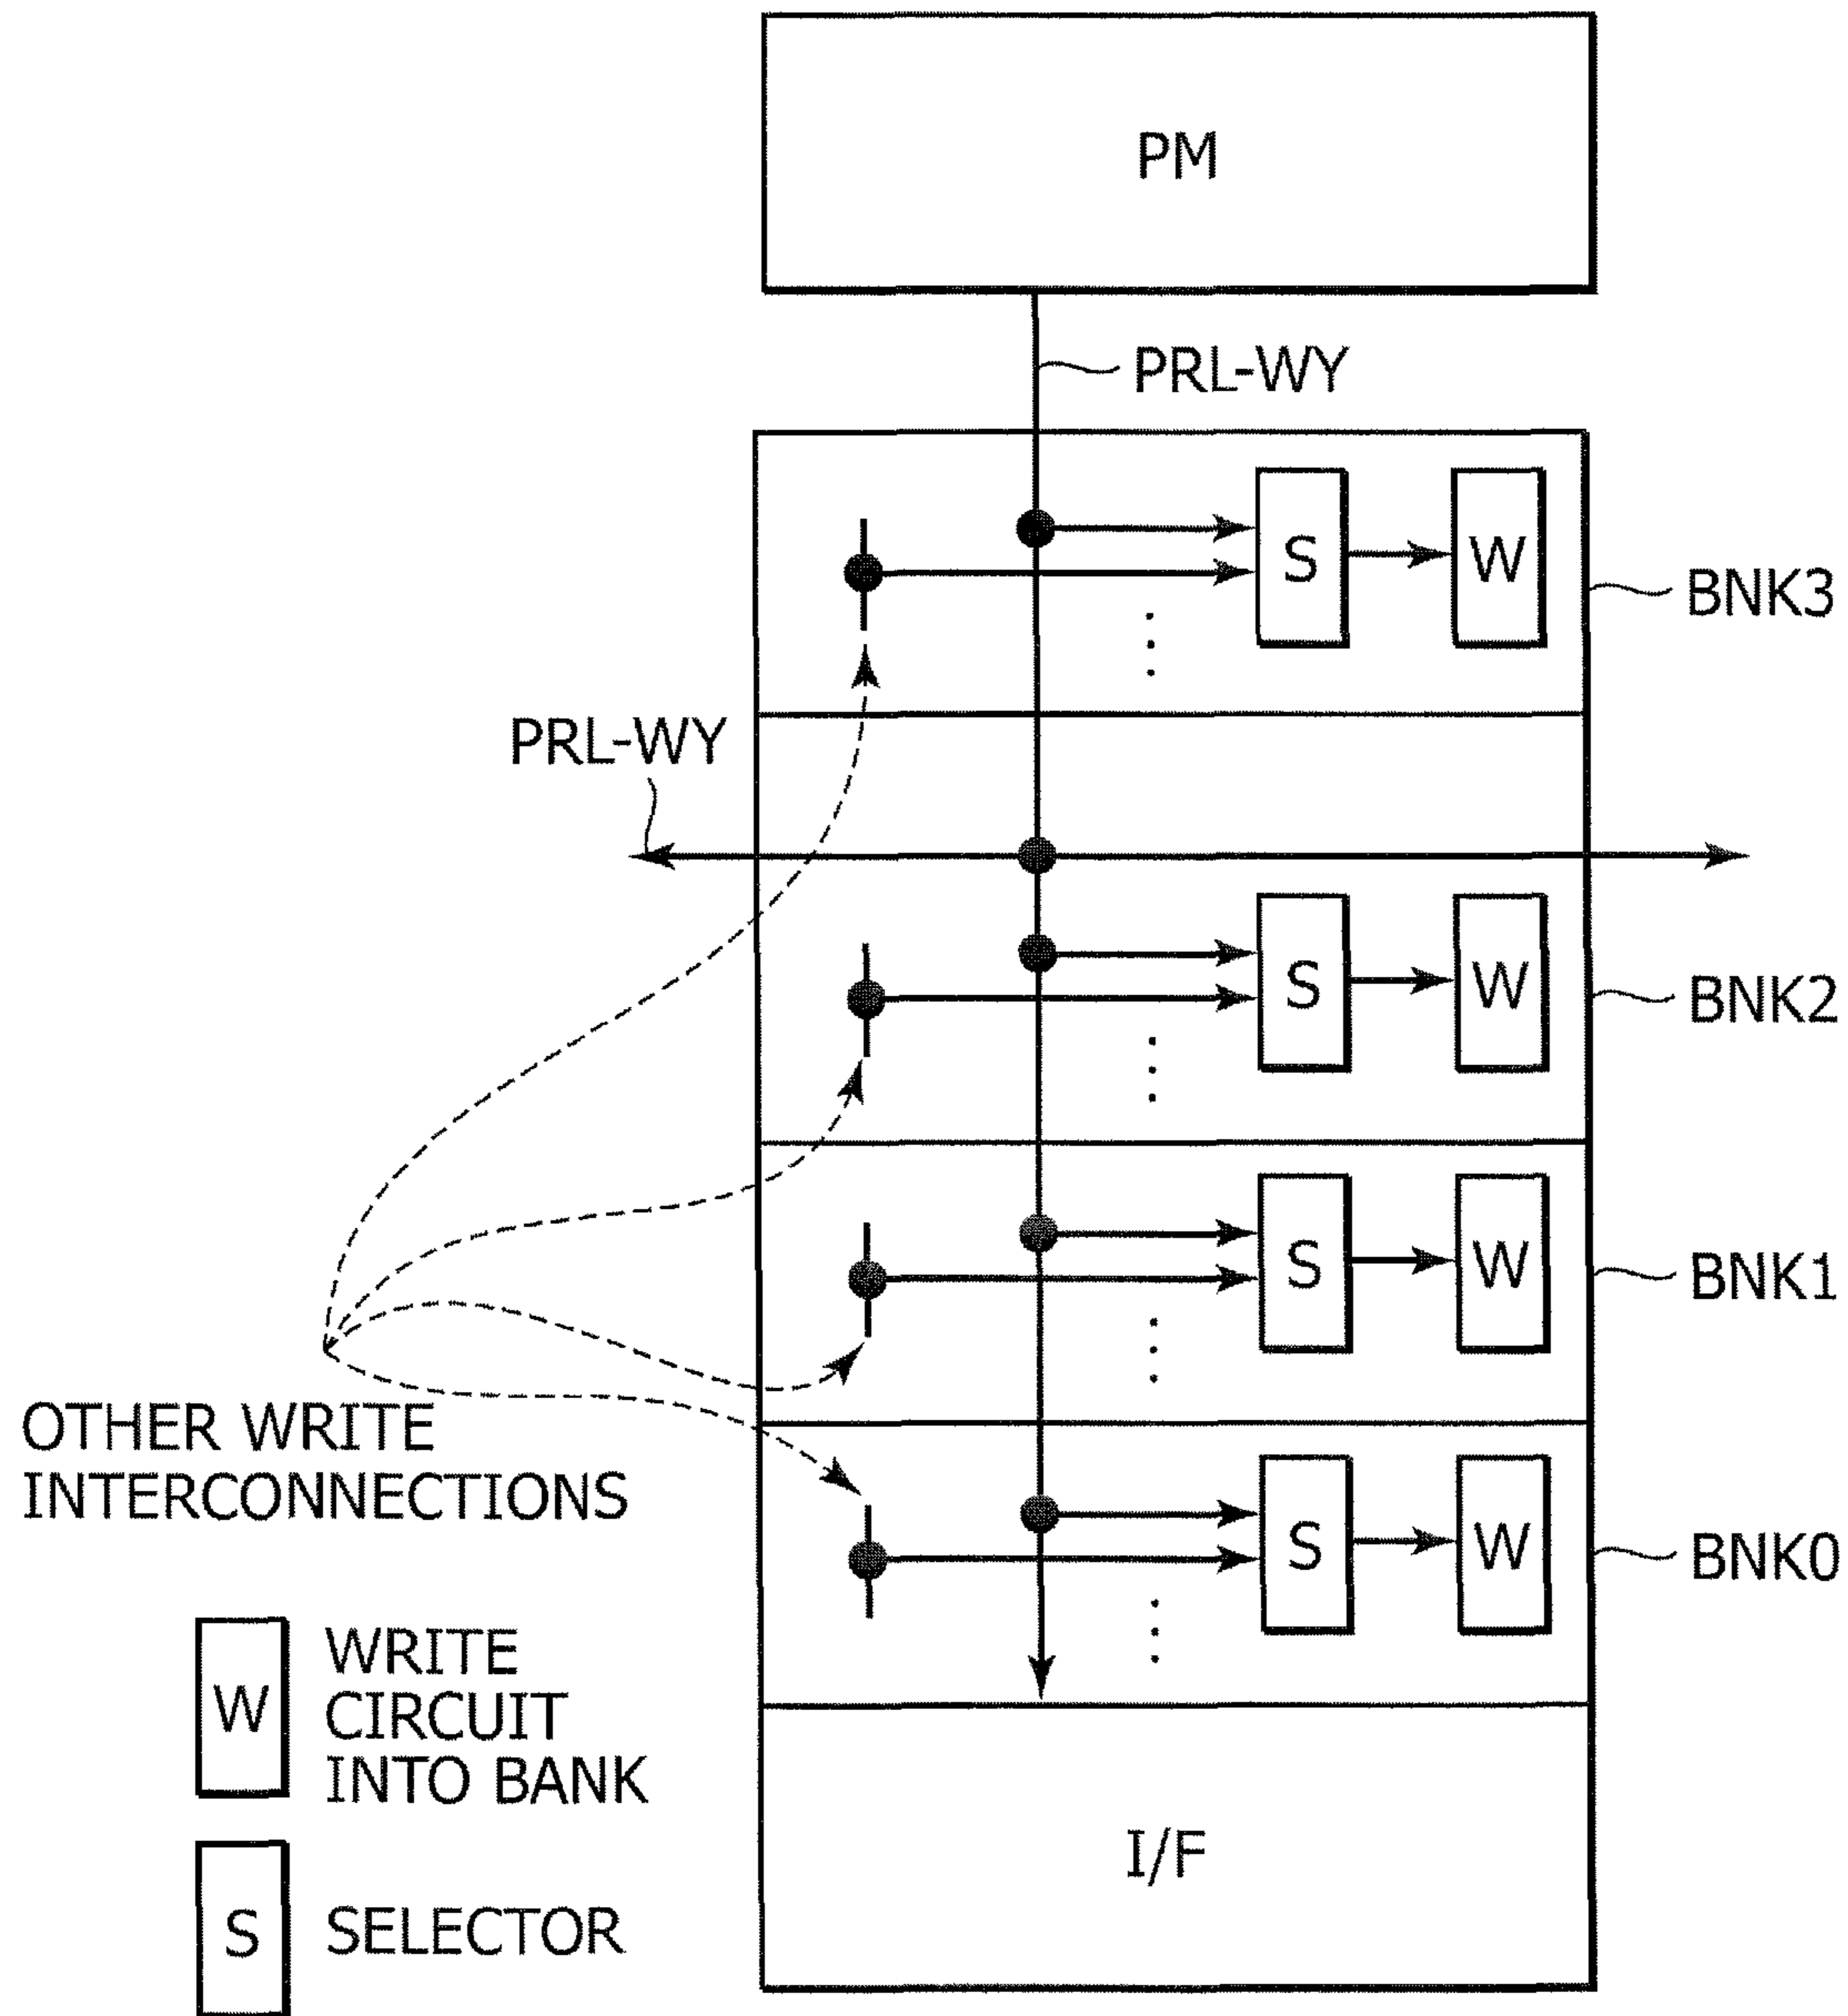 PM
PRL-WY
S
W
BNK3
PRL-WY
S
W
BNK2
S
W
BNK1
OTHER WRITE
INTERCONNECTIONS
S
W
BNK0
W
WRITE
CIRCUIT
INTO BANK
I/F
S
SELECTOR